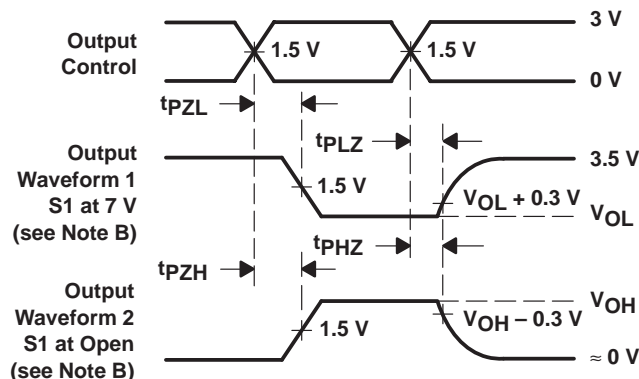 Output
Control
1.5 V
1.5 V
3 V
0 V
tPZL
tPLZ
Output
Waveform 1
S1 at 7 V
(see Note B)
1.5 V
3.5 V
VOL + 0.3 V
VOL
tPHZ
tPZH
Output
Waveform 2
S1 at Open
(see Note B)
1.5 V
VOH
VOH – 0.3 V
≈ 0 V